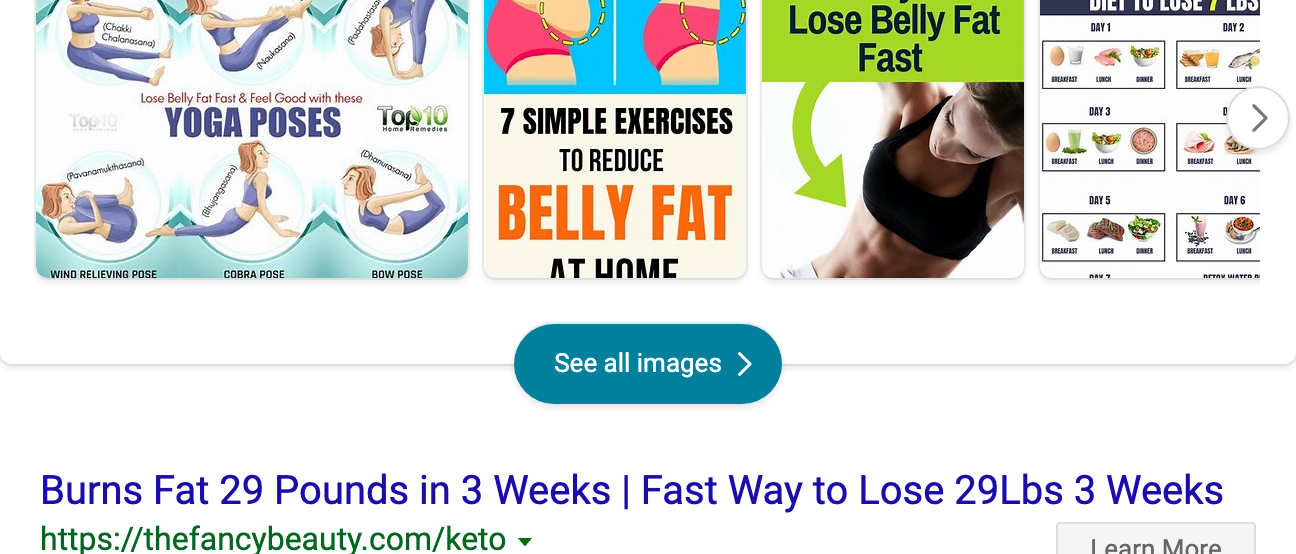 (Chakki
Chalanasana)
(Naukasana)
Lose Belly Fat Fast & Feel Good with these
Top10
Home Remedies
YOGA POSES
Top10
Home Remedies
(Pavanamukthasana)
(Bhujangasana)
(Dhanurasana)
WIND RELIEVING POSE
COBRA POSE
BOW POSE
7 SIMPLE EXERCISES
TO REDUCE
BELLY FAT
AT HOME
Lose Belly Fat
Fast
DIET TO LOSE 7 LBS
DAY 1
DAY 2
BREAKFAST
LUNCH
DINNER
BREAKFAST
LUNCH
DAY 3
BREAKFAST
LUNCH
DINNER
BREAKFAST
LUNCH
DAY 5
DAY 6
BREAKFAST
LUNCH
DINNER
BREAKFAST
LUNCH
DAY 7
See all images
Burns Fat 29 Pounds in 3 Weeks | Fast Way to Lose 29Lbs 3 Weeks
https://thefancybeauty.com/keto
Learn More